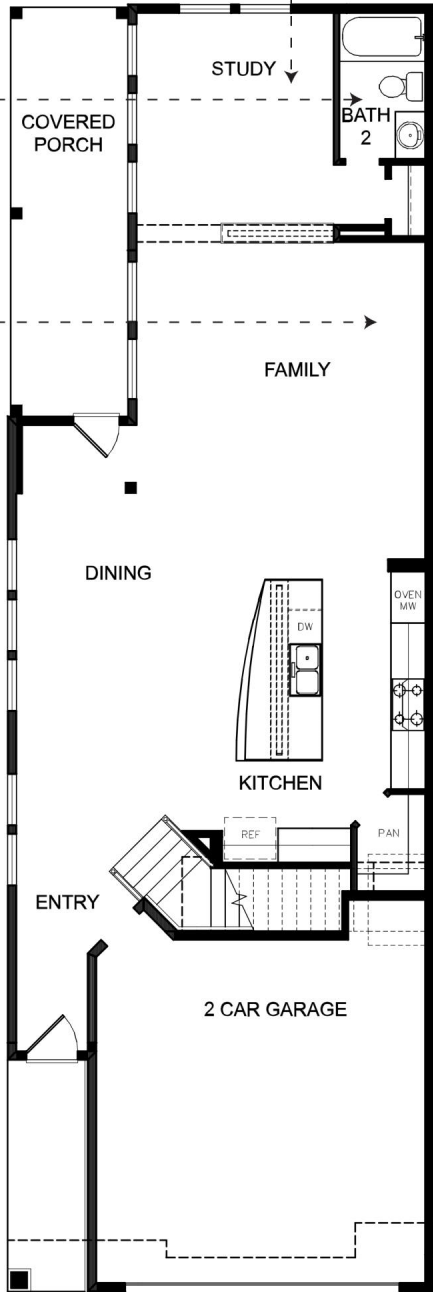 STUDY
COVERED
PORCH
BATH
2
FAMILY
DINING
OVEN
MW
DW
KITCHEN
REF
PAN
ENTRY
2 CAR GARAGE